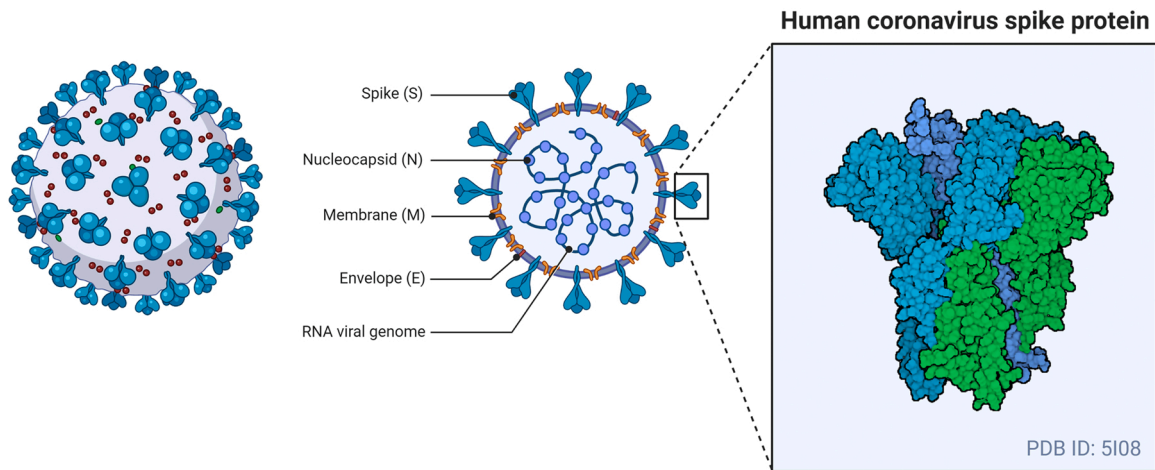 Human coronavirus spike protein
Spike (S)
Nucleocapsid (N)
Membrane (M)
Envelope (E)
RNA viral genome
PDB ID: 5I08